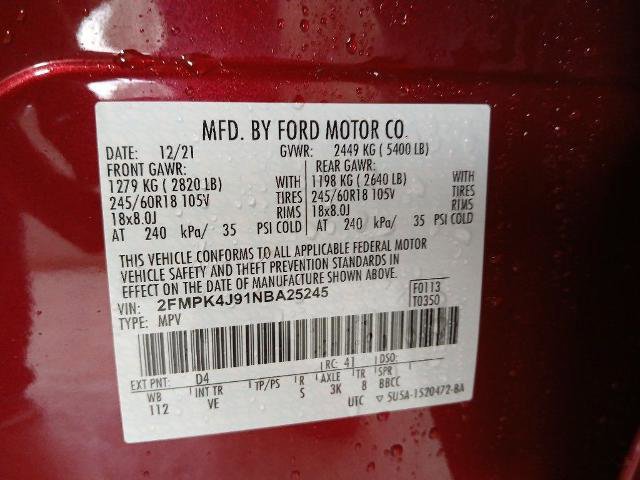 MFD. BY FORD MOTOR CO.
DATE: 12/21 GVWR: 2449 KG ( 5400 LB)
FRONT GAWR: REAR GAWR:
1279 KG ( 2820 LB) WITH 1198 KG ( 2640 LB) WITH
245/60R18 105V TIRES 245/60R18 105V TIRES
18x8.0J RIMS 18x8.0J RIMS
AT 240 kPa/ 35 PSI COLD AT 240 kPa/ 35 PSI COLD
THIS VEHICLE CONFORMS TO ALL APPLICABLE FEDERAL MOTOR
VEHICLE SAFETY AND THEFT PREVENTION STANDARDS IN
EFFECT ON THE DATE OF MANUFACTURE SHOWN ABOVE.
VIN: 2FMPK4J91NBA25245 F0113
TYPE: MPV T0350
EXT PNT: D4 RC: 41 DSO:
WB INT TR TP/PS R AXLE TR SPR
112 VE S 3K 8 BBCC
UTC ▽ 5U5A-1520472-BA